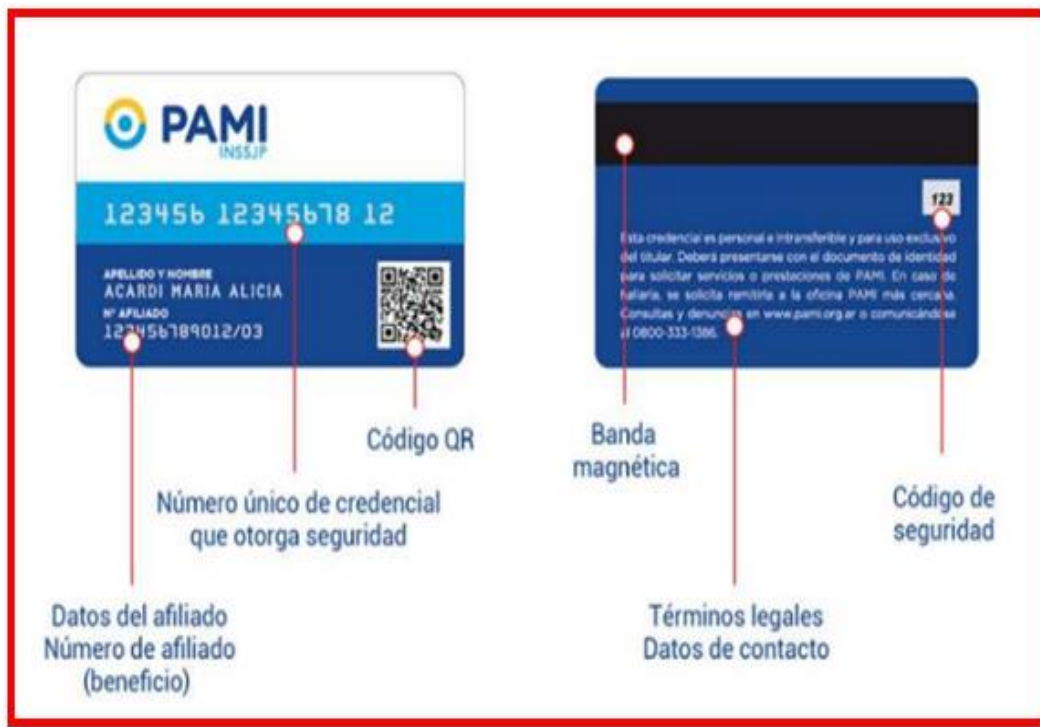 PAMI
INSSJP
123456 12345678 12
APELLIDO Y NOMBRE
ACARDI MARIA ALICIA
N° AFILIADO
123456789012/03
123
Esta credencial es personal e intransferible y para uso exclusivo
del titular. Deberá presentarse con el documento de identidad
para solicitar servicios o prestaciones de PAMI. En caso de
hallarla, se solicita remitirla a la oficina PAMI más cercana.
Consultas y denuncias en www.pami.org.ar o comunicándose
al 0800-333-1386.
Código QR
Número único de credencial
que otorga seguridad
Datos del afiliado
Número de afiliado
(beneficio)
Banda
magnética
Código de
seguridad
Términos legales
Datos de contacto